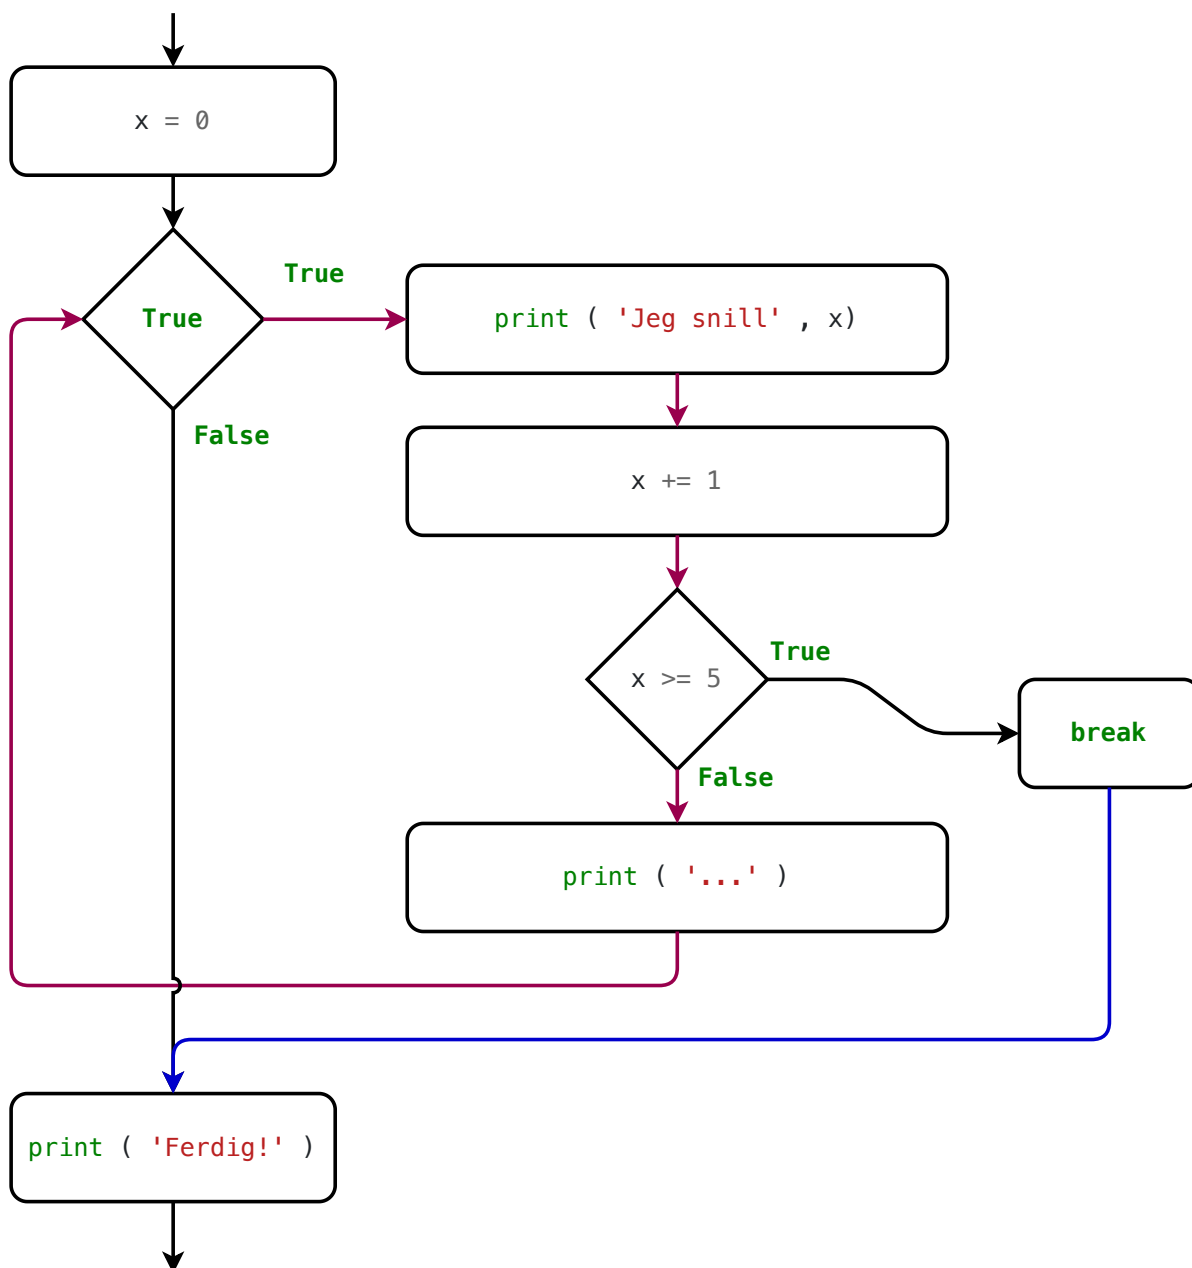 x = 0
True
True
print ( 'Jeg snill' , x)
False
x += 1
x >= 5
True
break
False
print ( '...' )
print ( 'Ferdig!' )